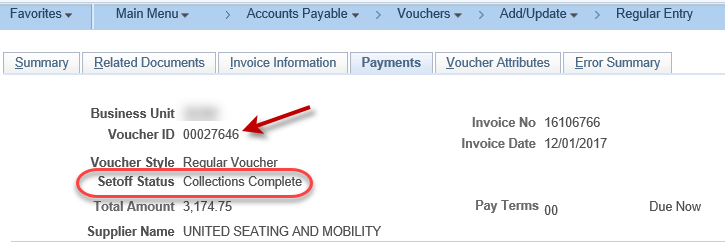 Favorites Main Menu > Accounts Payable > Vouchers > Add/Update > Regular Entry
Summary Related Documents Invoice Information Payments Voucher Attributes Error Summary
Business Unit
Voucher ID 00027646
Invoice No 16106766
Invoice Date 12/01/2017
Voucher Style Regular Voucher
Setoff Status Collections Complete
Total Amount 3,174.75
Pay Terms 00 Due Now
Supplier Name UNITED SEATING AND MOBILITY